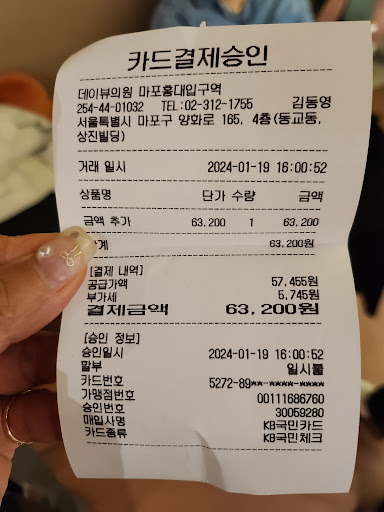 카드결제승인
데이뷰의원 마포홍대입구역
254-44-01032 TEL:02-312-1755 김동영
서울특별시 마포구 양화로 165, 4층(동교동,
상진빌딩)
거래 일시 2024-01-19 16:00:52
상품명 단가 수량 금액
금액 추가 63,200 1 63,200
계 63,200원
[결제 내역]
공급가액 57,455원
부가세 5,745원
결제금액 63,200원
[승인 정보]
승인일시 2024-01-19 16:00:52
할부 일시불
카드번호 5272-89**-****-****
가맹점번호 00111686760
승인번호 30059280
매입사명 KB국민카드
카드종류 KB국민체크